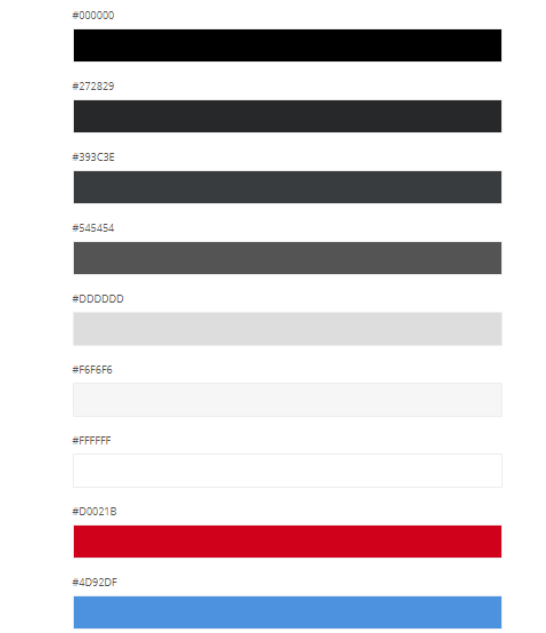 #000000
#272829
#393C3E
#545454
#DDDDDD
#F6F6F6
#FFFFFF
#D0021B
#4D92DF